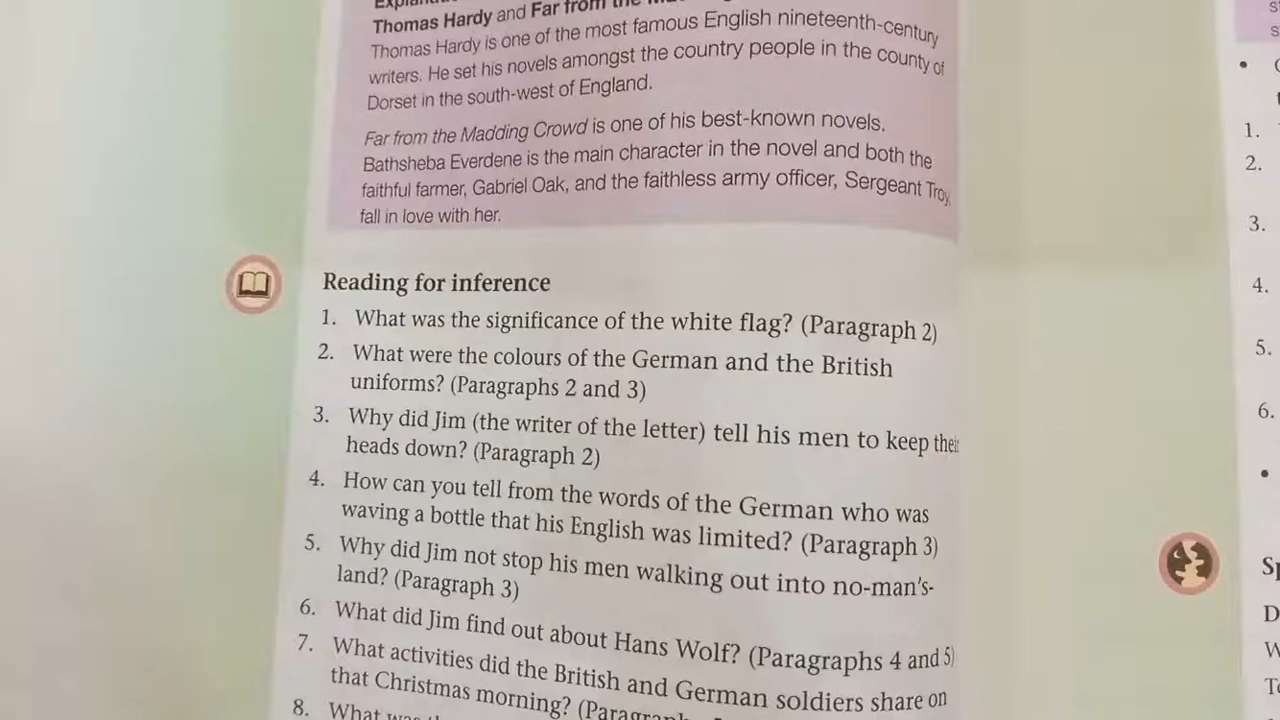 Thomas Hardy and Far from the
Thomas Hardy is one of the most famous English nineteenth-century
writers. He set his novels amongst the country people in the county of
Dorset in the south-west of England.
Far from the Madding Crowd is one of his best-known novels.
Bathsheba Everdene is the main character in the novel and both the
faithful farmer, Gabriel Oak, and the faithless army officer, Sergeant Troy,
fall in love with her.
Reading for inference
1. What was the significance of the white flag? (Paragraph 2)
2. What were the colours of the German and the British
uniforms? (Paragraphs 2 and 3)
3. Why did Jim (the writer of the letter) tell his men to keep their
heads down? (Paragraph 2)
4. How can you tell from the words of the German who was
waving a bottle that his English was limited? (Paragraph 3)
5. Why did Jim not stop his men walking out into no-man's-
land? (Paragraph 3)
6. What did Jim find out about Hans Wolf? (Paragraphs 4 and 5)
7. What activities did the British and German soldiers share on
that Christmas morning?
8. What was
1.
2.
3.
4.
5.
6.